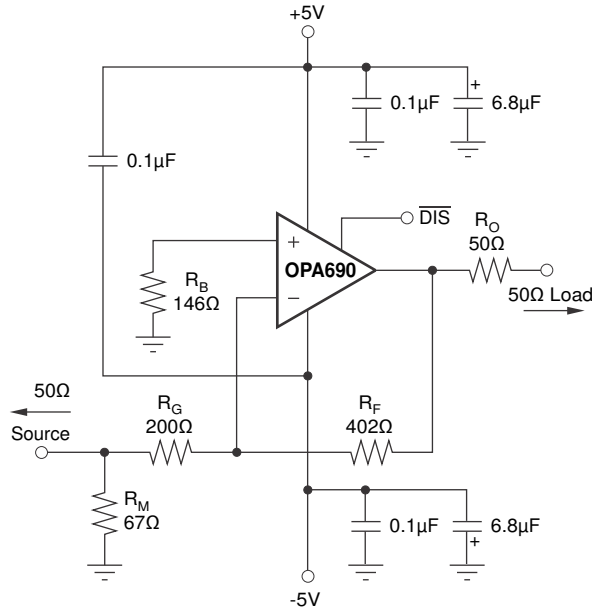 +5V
+
0.1µF
6.8µF
0.1µF
DIS
R_O
50Ω
+
OPA690
−
R_B
146Ω
50Ω Load
50Ω
Source
R_G
200Ω
R_F
402Ω
R_M
67Ω
0.1µF
6.8µF
+
-5V